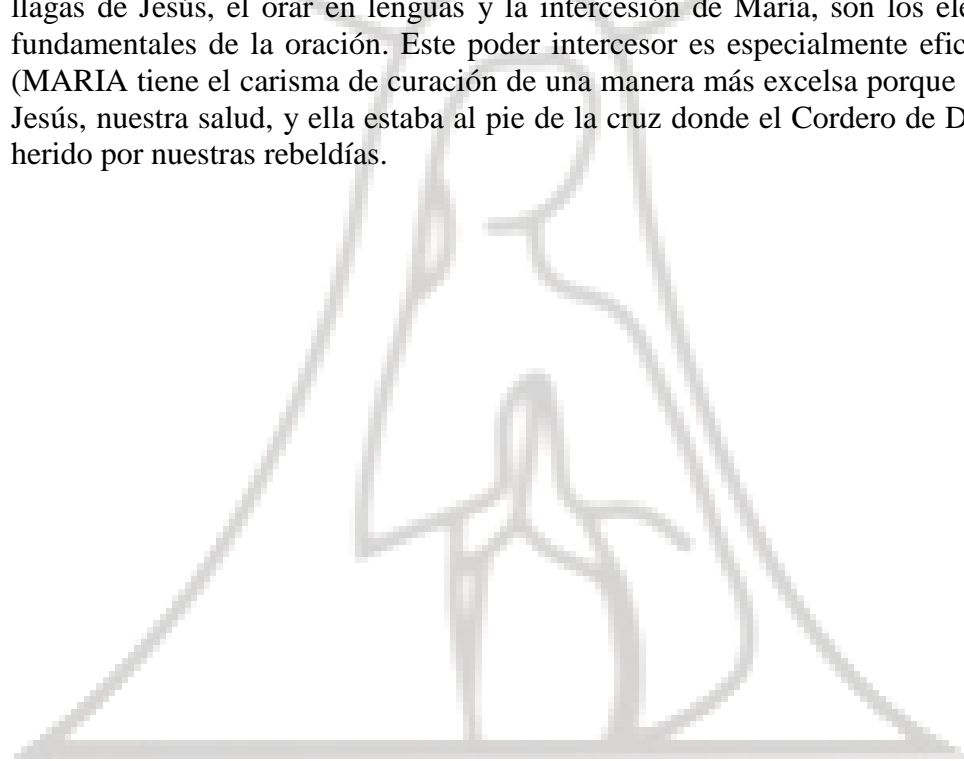 llagas de Jesús, el orar en lenguas y la intercesión de María, son los
fundamentales de la oración. Este poder intercesor es especialmente
(MARIA tiene el carisma de curación de una manera más excelsa porque
Jesús, nuestra salud, y ella estaba al pie de la cruz donde el Cordero de
herido por nuestras rebeldías.